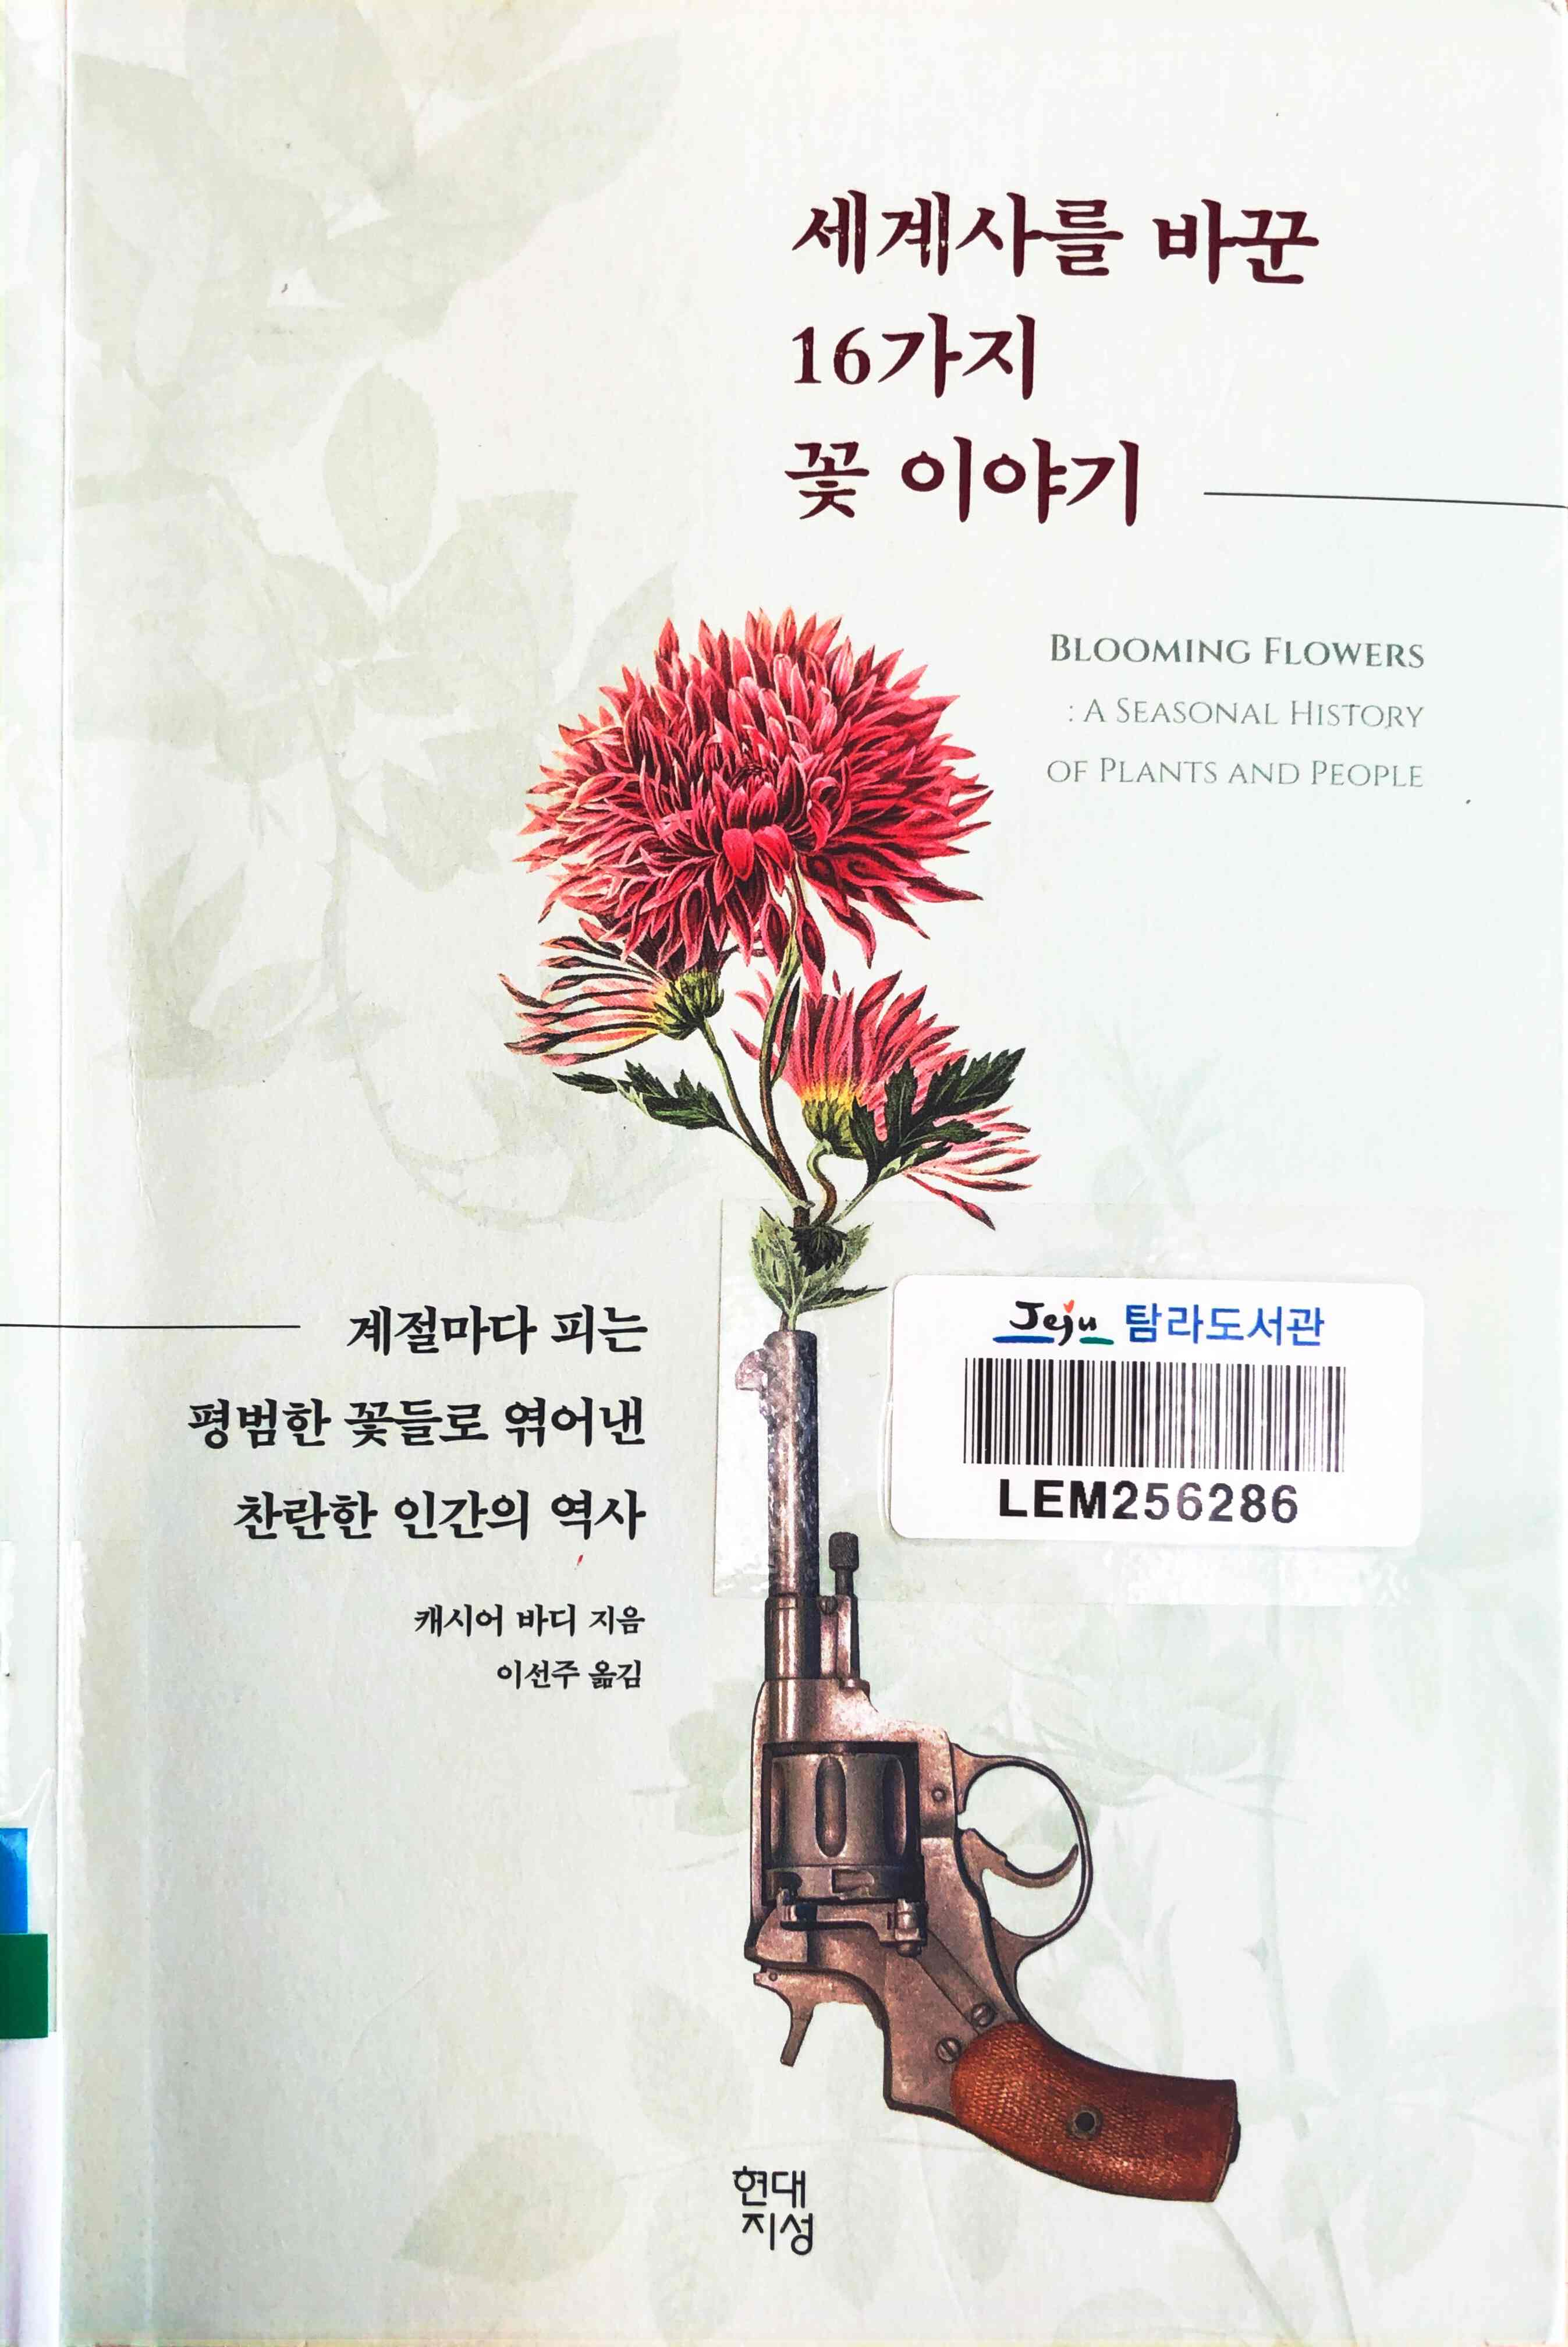 세계사를 바꾼
16가지
꽃 이야기
BLOOMING FLOWERS
: A SEASONAL HISTORY
OF PLANTS AND PEOPLE
계절마다 피는
평범한 꽃들로 엮어낸
찬란한 인간의 역사
캐시어 바디 지음
이선주 옮김
Jeju 탐라도서관
LEM256286
현대
지성